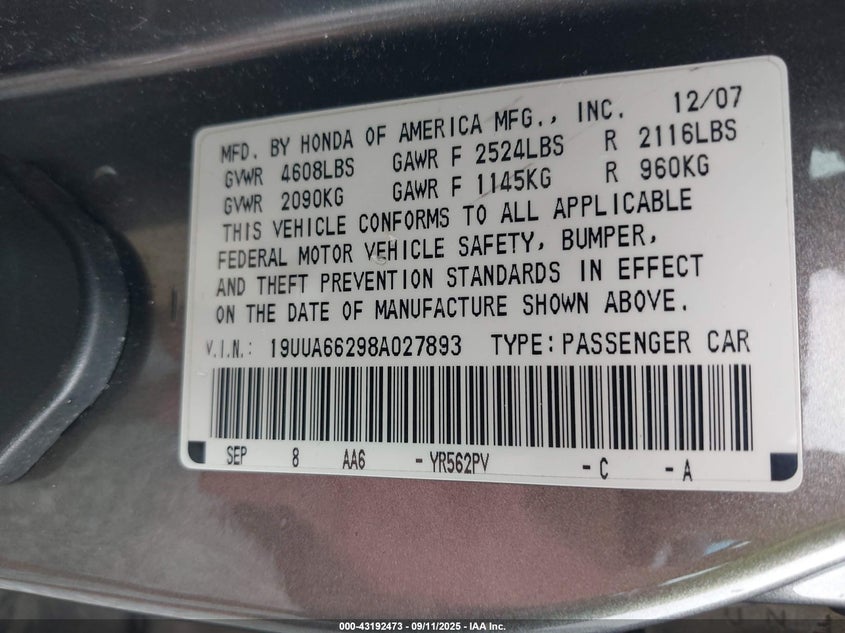 MFD. BY HONDA OF AMERICA MFG., INC. 12/07
GVWR 4608LBS GAWR F 2524LBS R 2116LBS
GVWR 2090KG GAWR F 1145KG R 960KG
THIS VEHICLE CONFORMS TO ALL APPLICABLE
FEDERAL MOTOR VEHICLE SAFETY, BUMPER,
AND THEFT PREVENTION STANDARDS IN EFFECT
ON THE DATE OF MANUFACTURE SHOWN ABOVE.
V.I.N.: 19UUA66298A027893 TYPE: PASSENGER CAR
SEP 8 AA6 -YR562PV -C -A
000-43192473 - 09/11/2025 - IAA Inc.